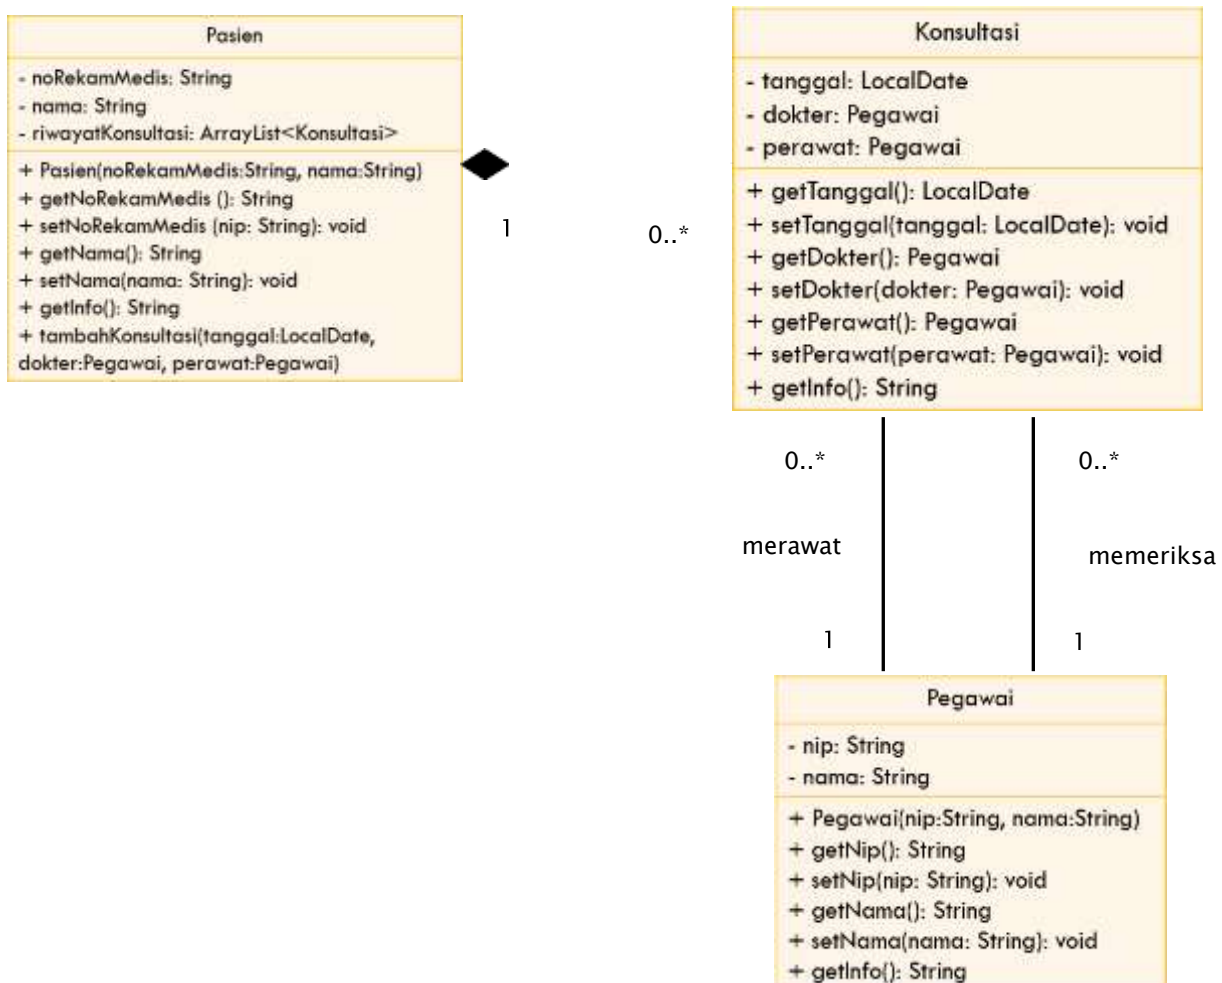 Pasien
- noRekamMedis: String
- nama: String
- riwayatKonsultasi: ArrayList<Konsultasi>
+ Pasien(noRekamMedis:String, nama:String)
+ getNoRekamMedis (): String
+ setNoRekamMedis (nip: String): void
+ getNama(): String
+ setNama(nama: String): void
+ getInfo(): String
+ tambahKonsultasi(tanggal:LocalDate,
dokter:Pegawai, perawat:Pegawai)
1
0..*
Konsultasi
- tanggal: LocalDate
- dokter: Pegawai
- perawat: Pegawai
+ getTanggal(): LocalDate
+ setTanggal(tanggal: LocalDate): void
+ getDokter(): Pegawai
+ setDokter(dokter: Pegawai): void
+ getPerawat(): Pegawai
+ setPerawat(perawat: Pegawai): void
+ getInfo(): String
0..*
0..*
merawat
memeriksa
1
1
Pegawai
- nip: String
- nama: String
+ Pegawai(nip:String, nama:String)
+ getNip(): String
+ setNip(nip: String): void
+ getNama(): String
+ setNama(nama: String): void
+ getInfo(): String